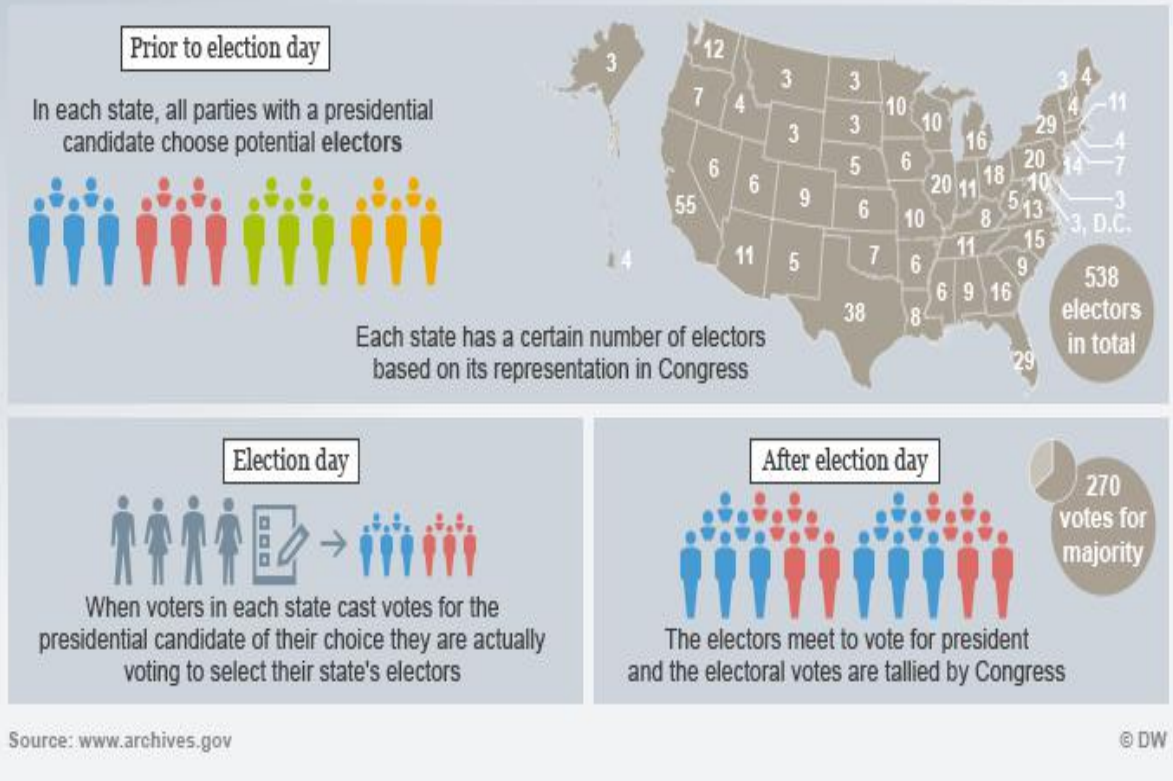 Prior to election day
In each state, all parties with a presidential
candidate choose potential electors
Each state has a certain number of electors
based on its representation in Congress
12
3
3
3
3
4
7
4
3
3
10
10
16
29
4
11
4
7
14
6
6
9
5
6
6
20
11
18
20
10
3
3, D.C.
5
13
55
10
8
15
11
5
7
6
11
9
4
38
8
6
9
16
29
538
electors
in total
Election day
When voters in each state cast votes for the
presidential candidate of their choice they are actually
voting to select their state's electors
After election day
270
votes for
majority
The electors meet to vote for president
and the electoral votes are tallied by Congress
Source: www.archives.gov
© DW